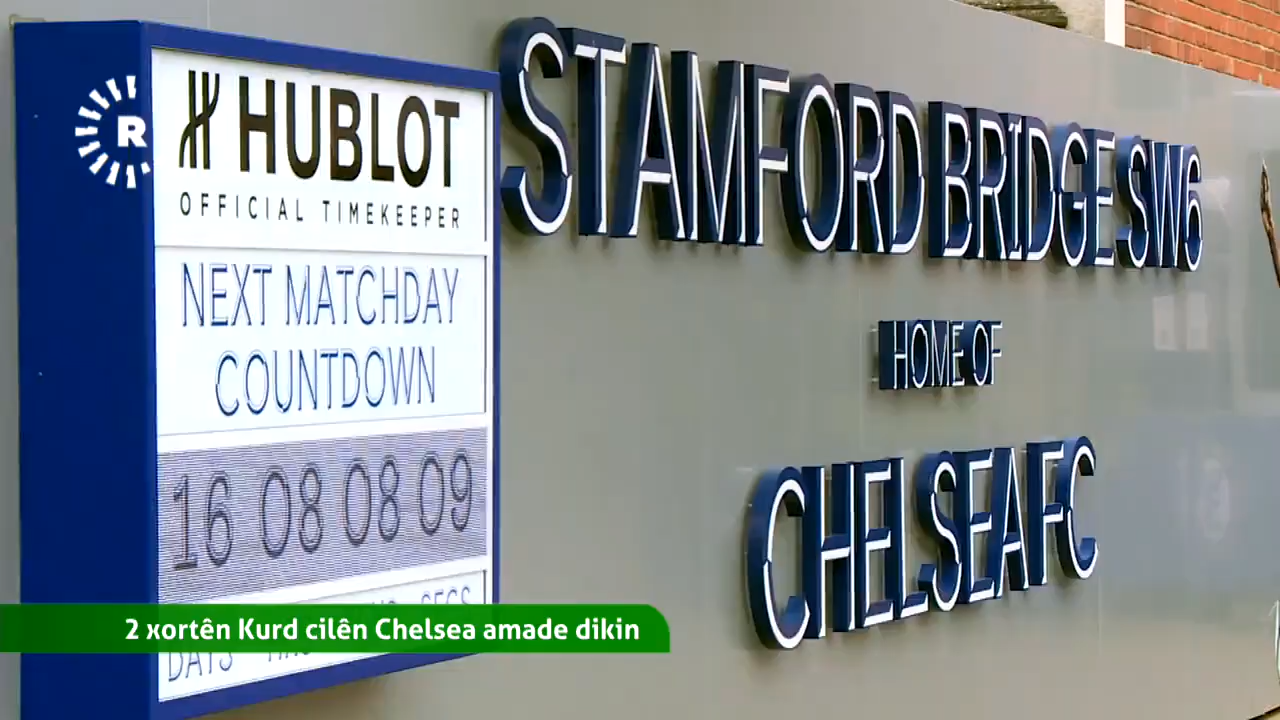 R
HUBLOT
OFFICIAL TIMEKEEPER
NEXT MATCHDAY
COUNTDOWN
16 08 08 09
DAYS SECS
STAMFORD BRIDGE SW6
HOME OF
CHELSEA FC
2 xortên Kurd cilên Chelsea amade dikin